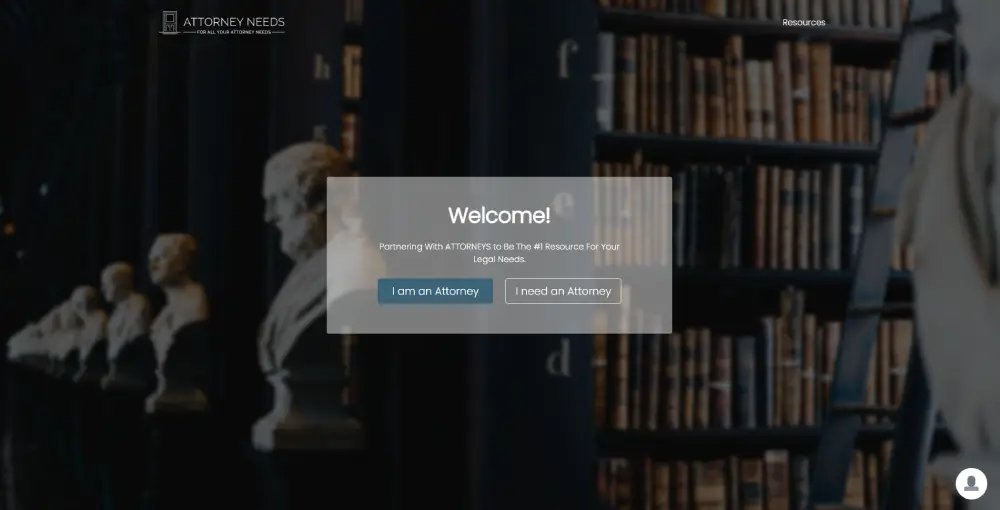 ATTORNEY NEEDS
FOR ALL YOUR ATTORNEY NEEDS
Resources
h
f
e
Welcome!
Partnering With ATTORNEYS to Be The #1 Resource For Your
Legal Needs.
I am an Attorney
I need an Attorney
d